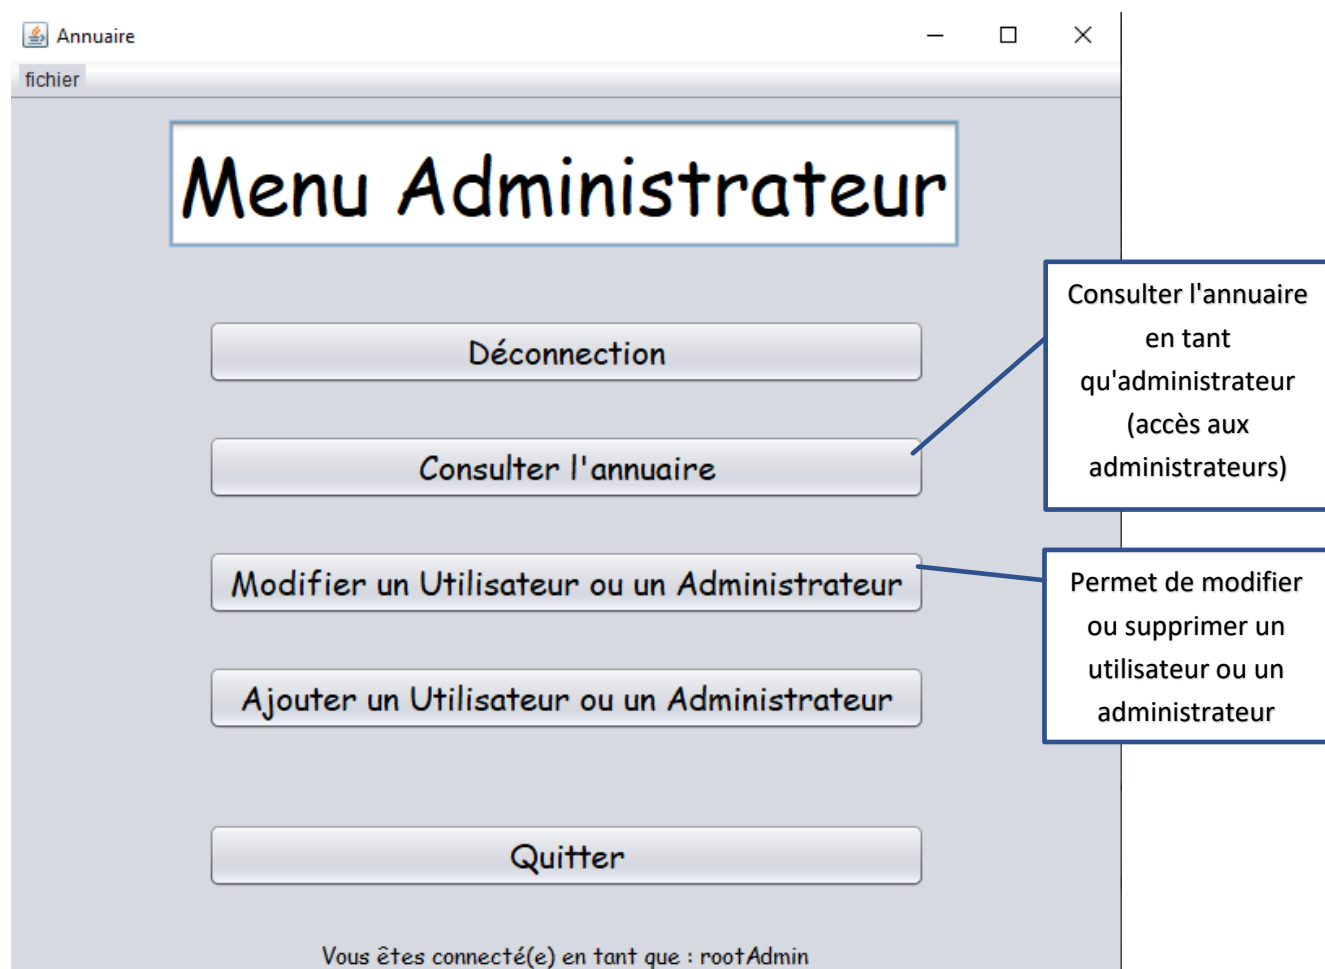 Annuaire
fichier
Menu Administrateur
Déconnection
Consulter l'annuaire
Modifier un Utilisateur ou un Administrateur
Ajouter un Utilisateur ou un Administrateur
Quitter
Vous êtes connecté(e) en tant que : rootAdmin
Consulter l'annuaire
en tant
qu'administrateur
(accès aux
administrateurs)
Permet de modifier
ou supprimer un
utilisateur ou un
administrateur